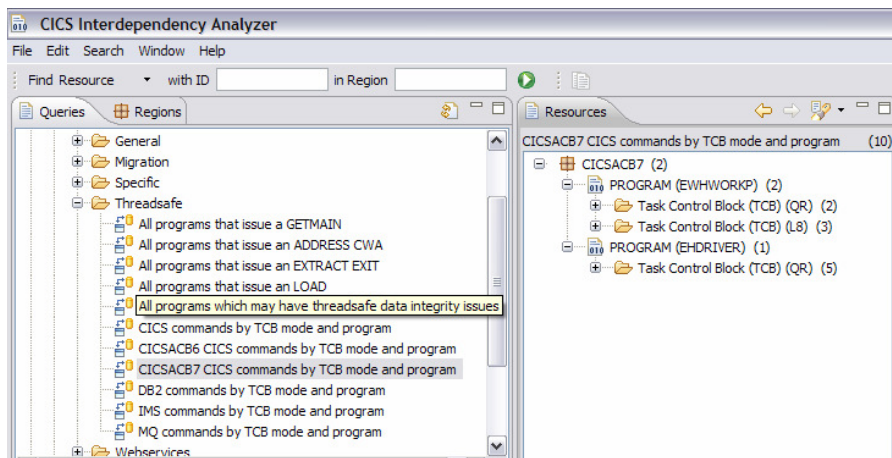 CICS Interdependency Analyzer
File Edit Search Window Help
Find Resource with ID in Region
Queries Regions
General
Migration
Specific
Threadsafe
All programs that issue a GETMAIN
All programs that issue an ADDRESS CWA
All programs that issue an EXTRACT EXIT
All programs that issue an LOAD
All programs which may have threadsafe data integrity issues
CICS commands by TCB mode and program
CICSACB6 CICS commands by TCB mode and program
CICSACB7 CICS commands by TCB mode and program
DB2 commands by TCB mode and program
IMS commands by TCB mode and program
MQ commands by TCB mode and program
Webservices
Resources
CICSACB7 CICS commands by TCB mode and program (10)
CICSACB7 (2)
PROGRAM (EWHWORKP) (2)
Task Control Block (TCB) (QR) (2)
Task Control Block (TCB) (L8) (3)
PROGRAM (EHDRIVER) (1)
Task Control Block (TCB) (QR) (5)